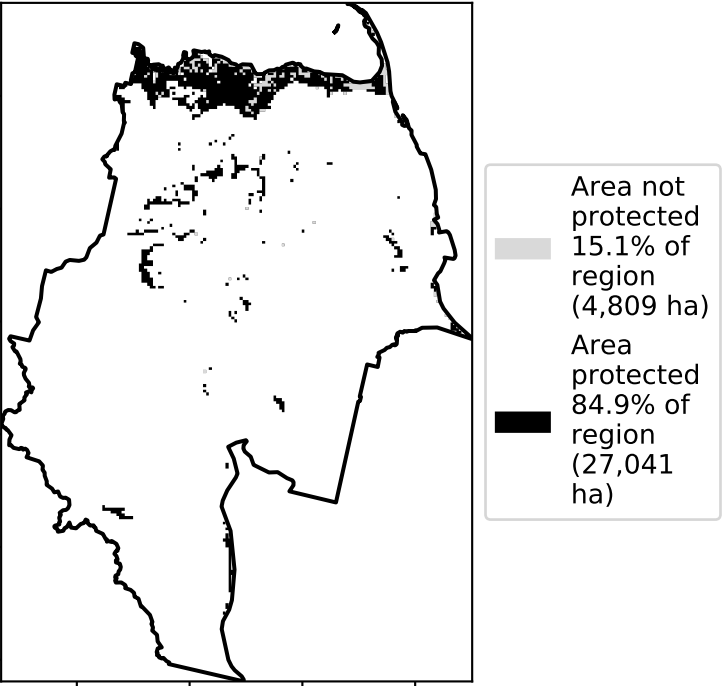 Area not
protected
15.1% of
region
(4,809 ha)
Area
protected
84.9% of
region
(27,041
ha)